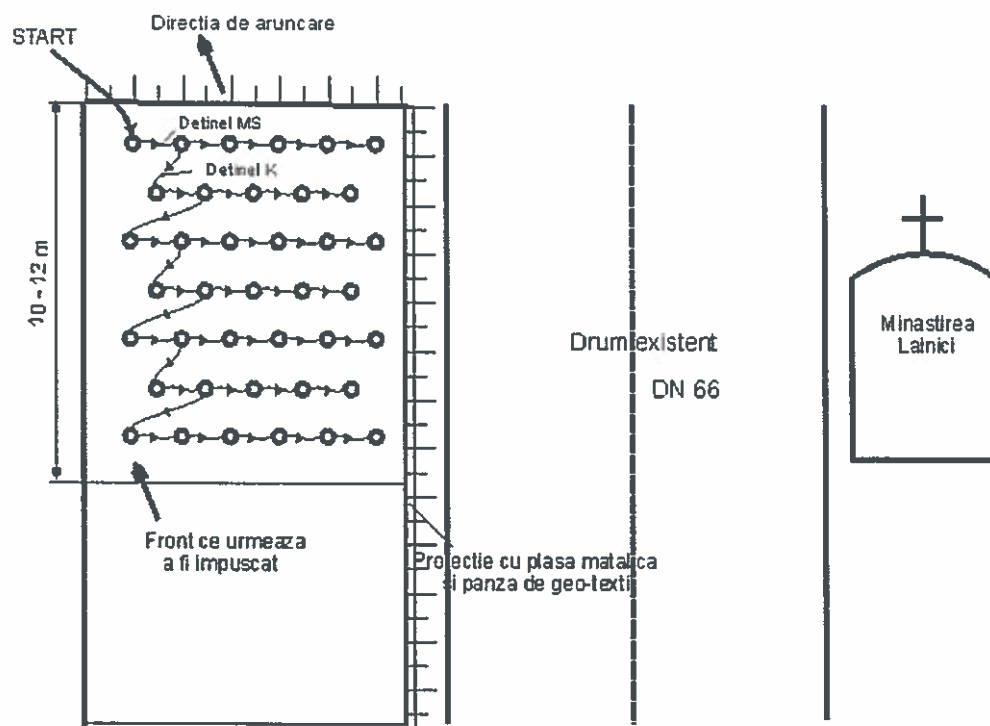 Directia de aruncare
START
Detinel MS
Detinel K
10 - 12 m
Drum existent
DN 66
Minastirea
Lainici
Front ce urmeaza
a fi impuscat
Protectie cu plasa matalica
si panza de geo-textil